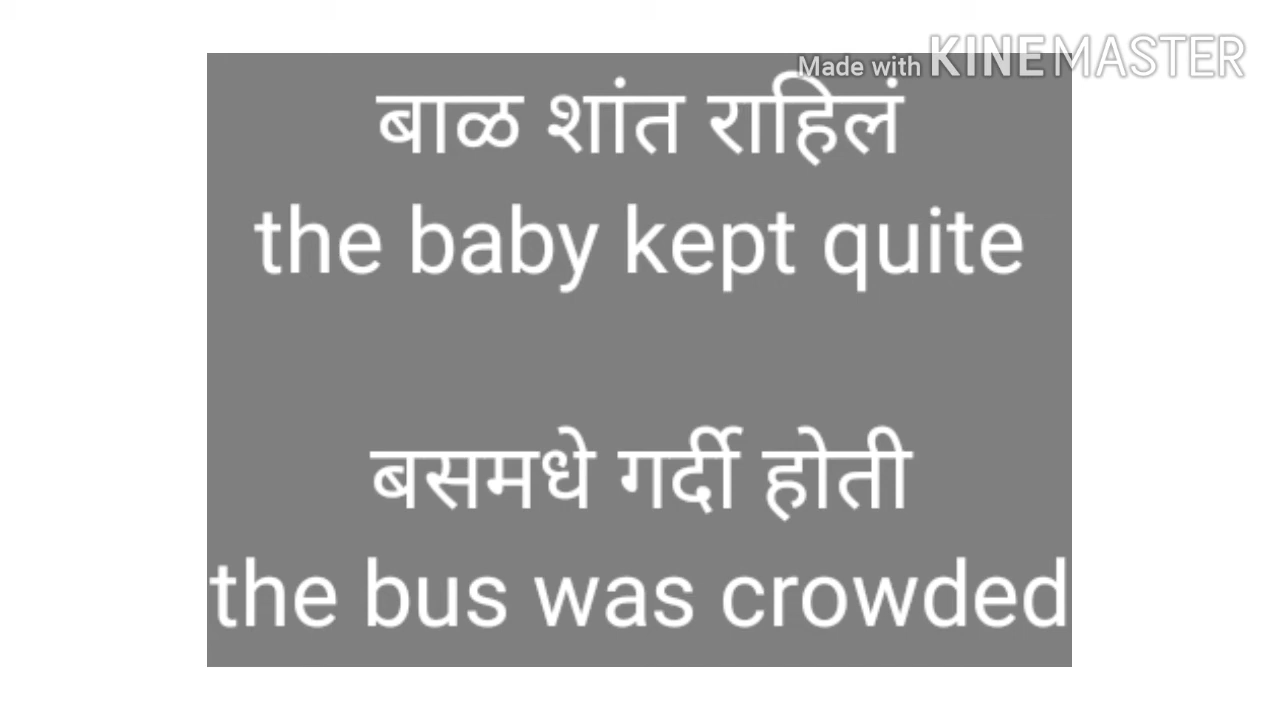 Made with KINEMASTER
बाळ शांत राहिलं
the baby kept quite
बसमधे गर्दी होती
the bus was crowded